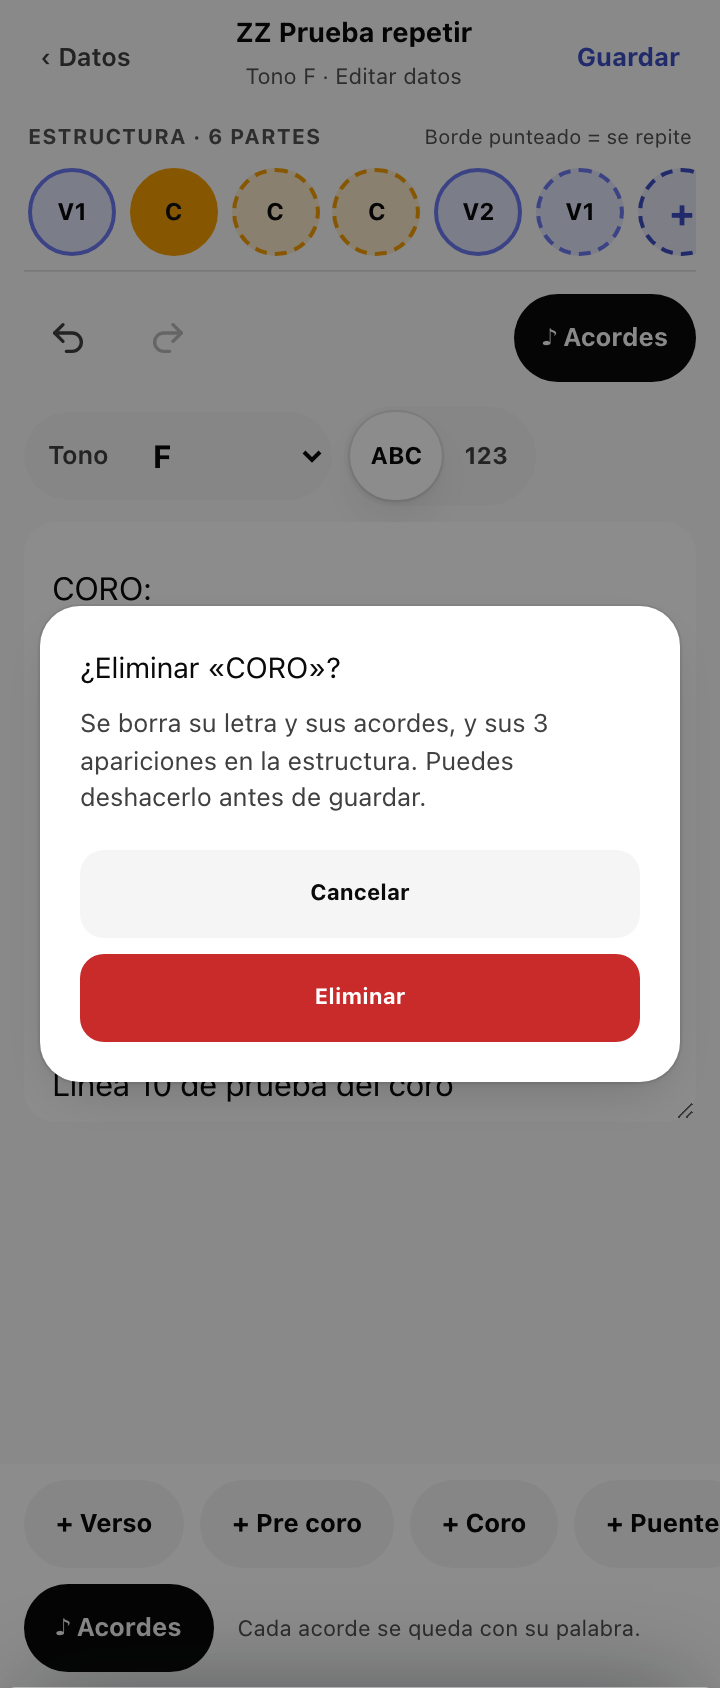 ‹ Datos
ZZ Prueba repetir
Tono F · Editar datos
Guardar
ESTRUCTURA · 6 PARTES
Borde punteado = se repite
V1 C C C V2 V1 +
♪ Acordes
Tono F
ABC 123
CORO:
¿Eliminar «CORO»?
Se borra su letra y sus acordes, y sus 3
apariciones en la estructura. Puedes
deshacerlo antes de guardar.
Cancelar
Eliminar
Línea 10 de prueba del coro
+ Verso + Pre coro + Coro + Puente
♪ Acordes
Cada acorde se queda con su palabra.